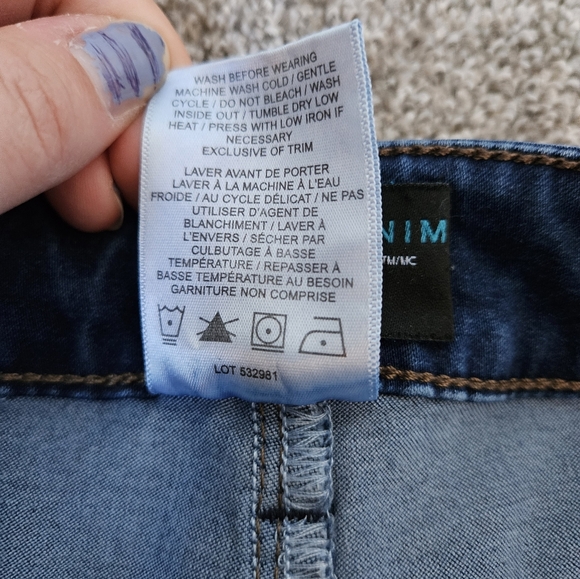 WASH BEFORE WEARING
MACHINE WASH COLD / GENTLE
CYCLE / DO NOT BLEACH / WASH
INSIDE OUT / TUMBLE DRY LOW
HEAT / PRESS WITH LOW IRON IF
NECESSARY
EXCLUSIVE OF TRIM
LAVER AVANT DE PORTER
LAVER À LA MACHINE À L'EAU
FROIDE / AU CYCLE DÉLICAT / NE PAS
UTILISER D'AGENT DE
BLANCHIMENT / LAVER À
L'ENVERS / SÉCHER PAR
CULBUTAGE À BASSE
TEMPÉRATURE / REPASSER À
BASSE TEMPÉRATURE AU BESOIN
GARNITURE NON COMPRISE
LOT 532981
NIM
TM/MC